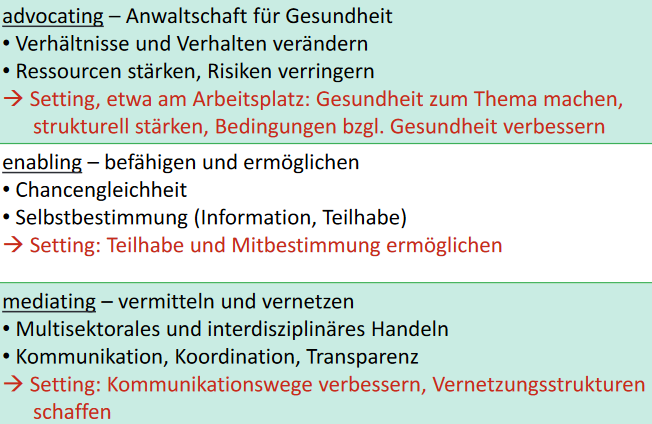 advocating – Anwaltschaft für Gesundheit
• Verhältnisse und Verhalten verändern
• Ressourcen stärken, Risiken verringern
→ Setting, etwa am Arbeitsplatz: Gesundheit zum Thema machen,
strukturell stärken, Bedingungen bzgl. Gesundheit verbessern
enabling – befähigen und ermöglichen
• Chancengleichheit
• Selbstbestimmung (Information, Teilhabe)
→ Setting: Teilhabe und Mitbestimmung ermöglichen
mediating – vermitteln und vernetzen
• Multisektorales und interdisziplinäres Handeln
• Kommunikation, Koordination, Transparenz
→ Setting: Kommunikationswege verbessern, Vernetzungsstrukturen
schaffen